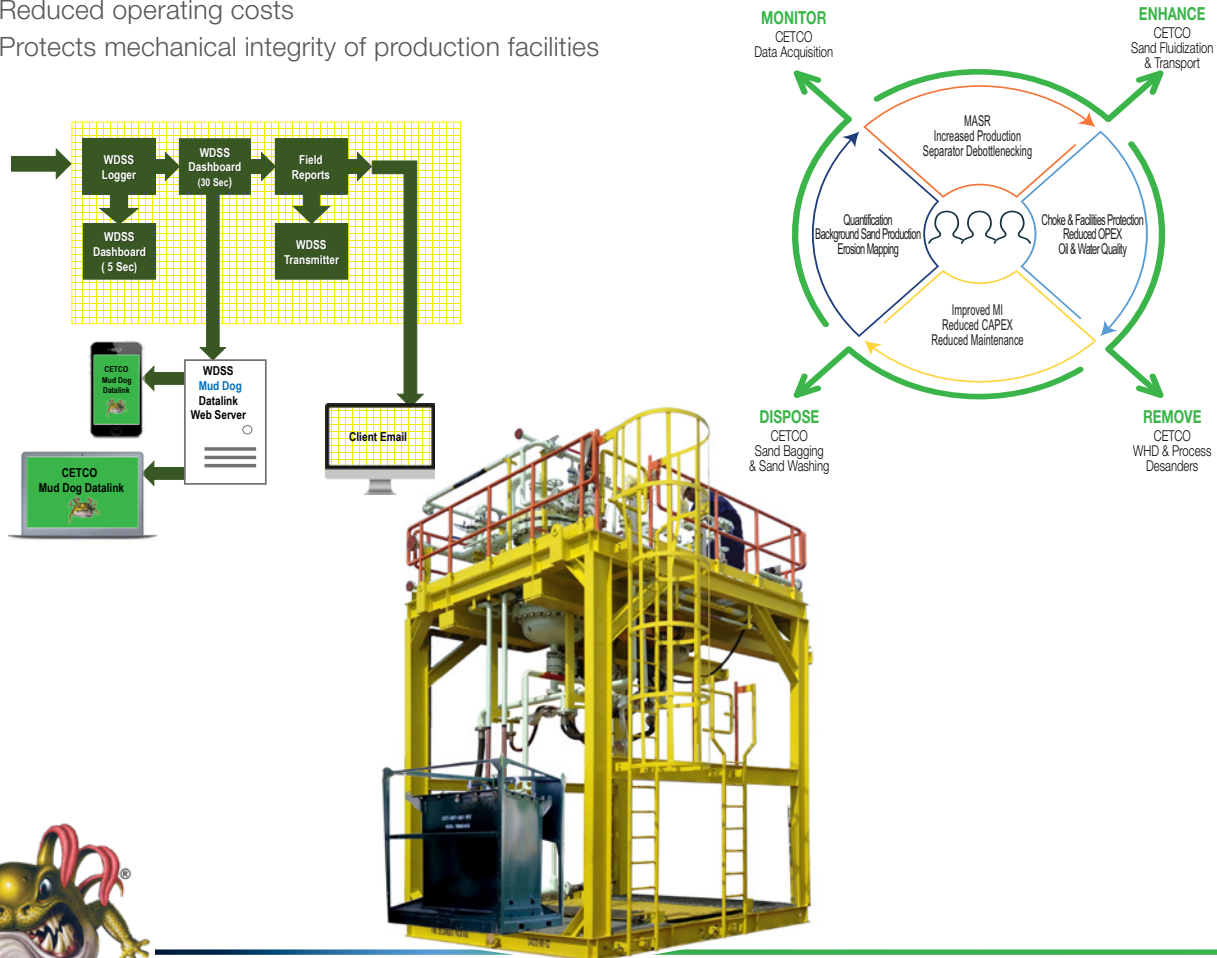 Reduced operating costs
Protects mechanical integrity of production facilities
WDSS
Logger
WDSS
Dashboard
(30 Sec)
Field
Reports
WDSS
Dashboard
( 5 Sec)
WDSS
Transmitter
CETCO
Mud Dog
Datalink
WDSS
Mud Dog
Datalink
Web Server
Client Email
CETCO
Mud Dog Datalink
MONITOR
CETCO
Data Acquisition
ENHANCE
CETCO
Sand Fluidization
& Transport
MASR
Increased Production
Separator Debottlenecking
Quantification
Background Sand Production
Erosion Mapping
Choke & Facilities Protection
Reduced OPEX
Oil & Water Quality
Improved MI
Reduced CAPEX
Reduced Maintenance
DISPOSE
CETCO
Sand Bagging
& Sand Washing
REMOVE
CETCO
WHD & Process
Desanders
®